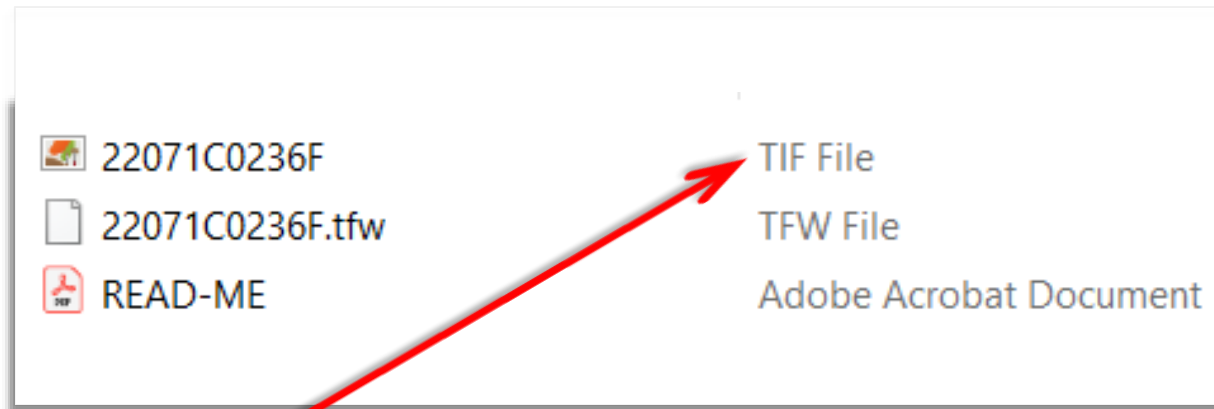 22071C0236F TIF File
22071C0236F.tfw TFW File
READ-ME Adobe Acrobat Document